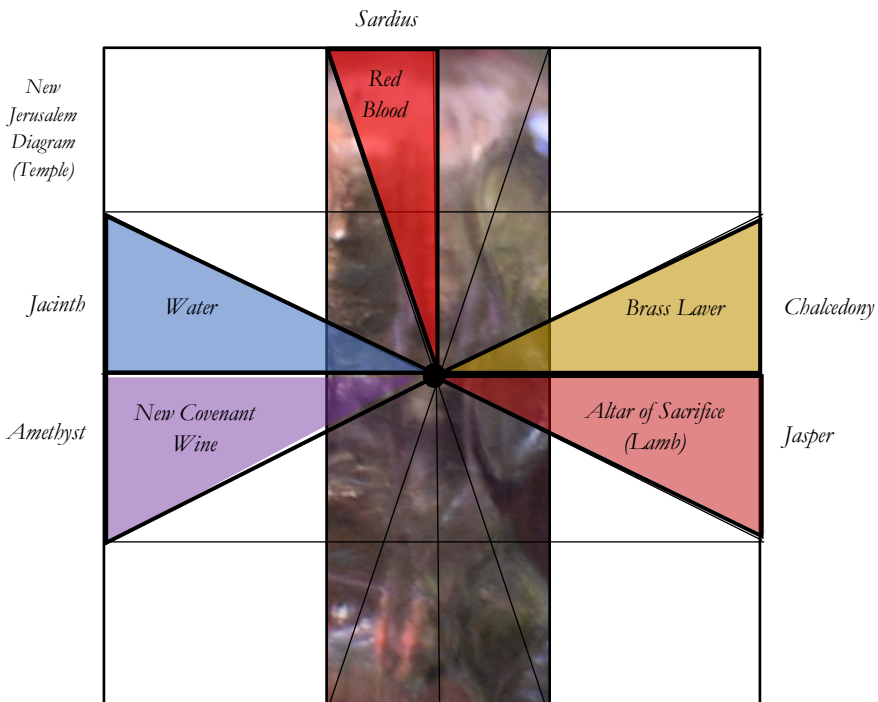 Sardius
New
Jerusalem
Diagram
(Temple)
Red
Blood
Jacinth
Water
Brass Laver
Chalcedony
Amethyst
New Covenant
Wine
Altar of Sacrifice
(Lamb)
Jasper